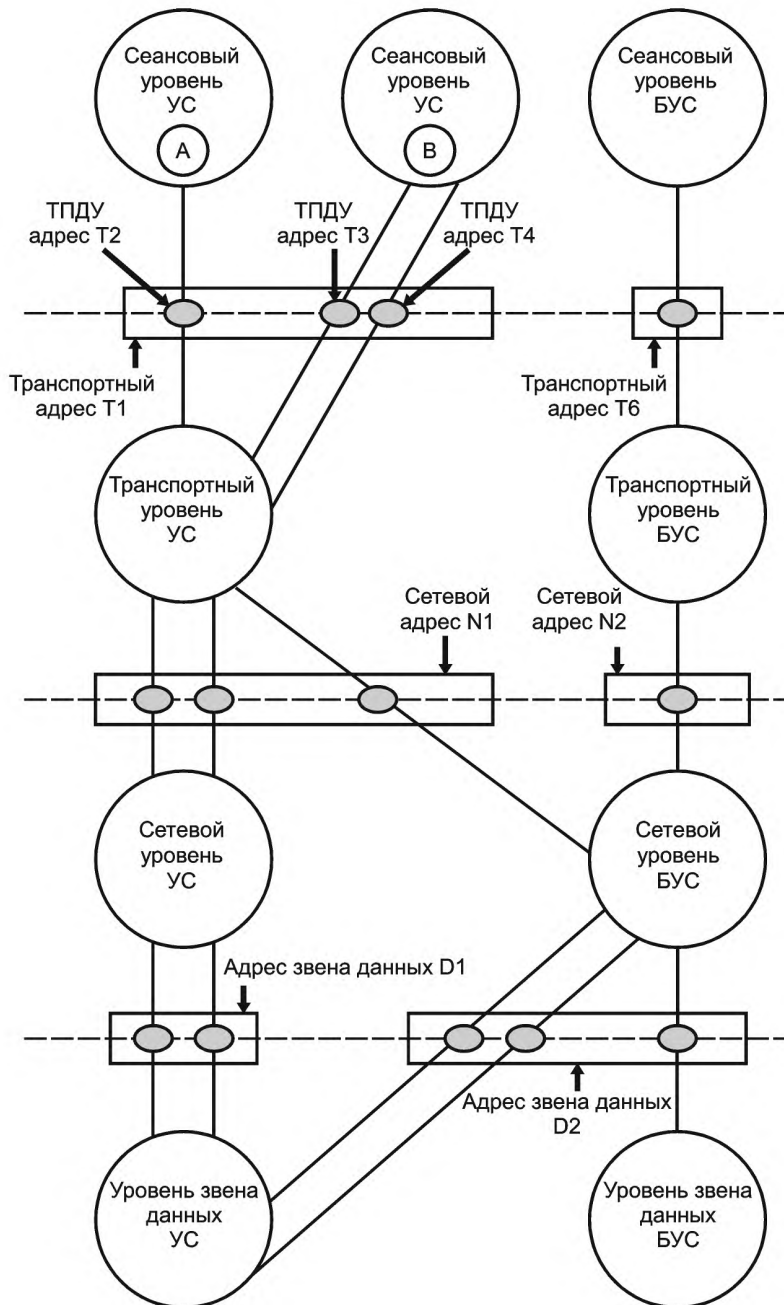 Сеансовый
уровень
УС
А
Сеансовый
уровень
УС
В
Сеансовый
уровень
БУС
ТПДУ
адрес Т2
ТПДУ
адрес Т3
ТПДУ
адрес Т4
Транспортный
адрес Т1
Транспортный
адрес Т6
Транспортный
уровень
УС
Транспортный
уровень
БУС
Сетевой
адрес N1
Сетевой
адрес N2
Сетевой
уровень
УС
Сетевой
уровень
БУС
Адрес звена данных D1
Адрес звена данных
D2
Уровень звена
данных
УС
Уровень звена
данных
БУС